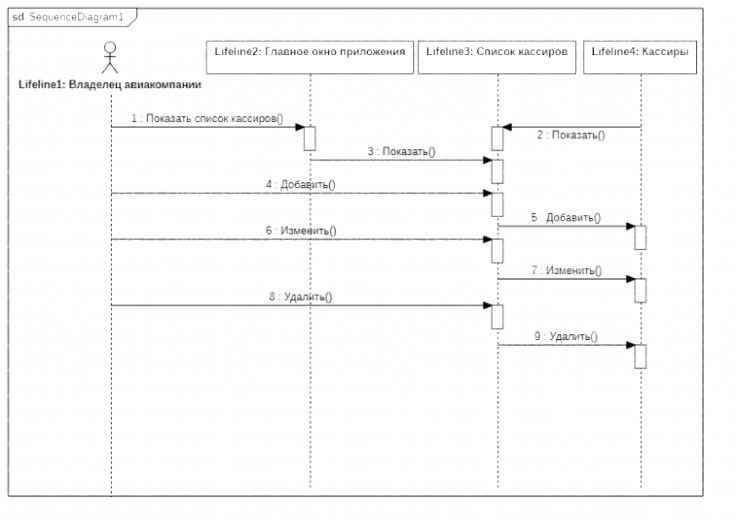 sd SequenceDiagram1
Lifeline2: Главное окно приложения
Lifeline3: Список кассиров
Lifeline4: Кассиры
Lifeline1: Владелец авиакомпании
1 : Показать список кассиров()
2 : Показать()
3 : Показать()
4 : Добавить()
5 : Добавить()
6 : Изменить()
7 : Изменить()
8 : Удалить()
9 : Удалить()